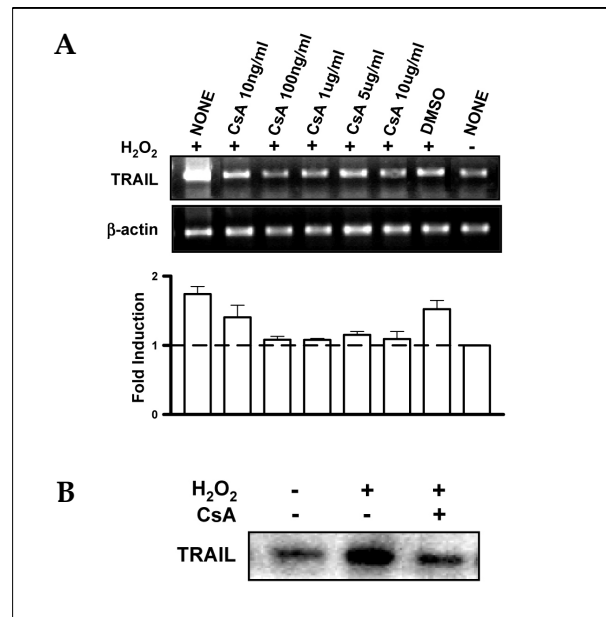 A
NONE
CsA 10ng/ml
CsA 100ng/ml
CsA 1ug/ml
CsA 5ug/ml
CsA 10ug/ml
DMSO
NONE
H₂O₂ + + + + + + + -
TRAIL
β-actin
Fold Induction
2
1
0
B
H₂O₂ - + +
CsA - - +
TRAIL